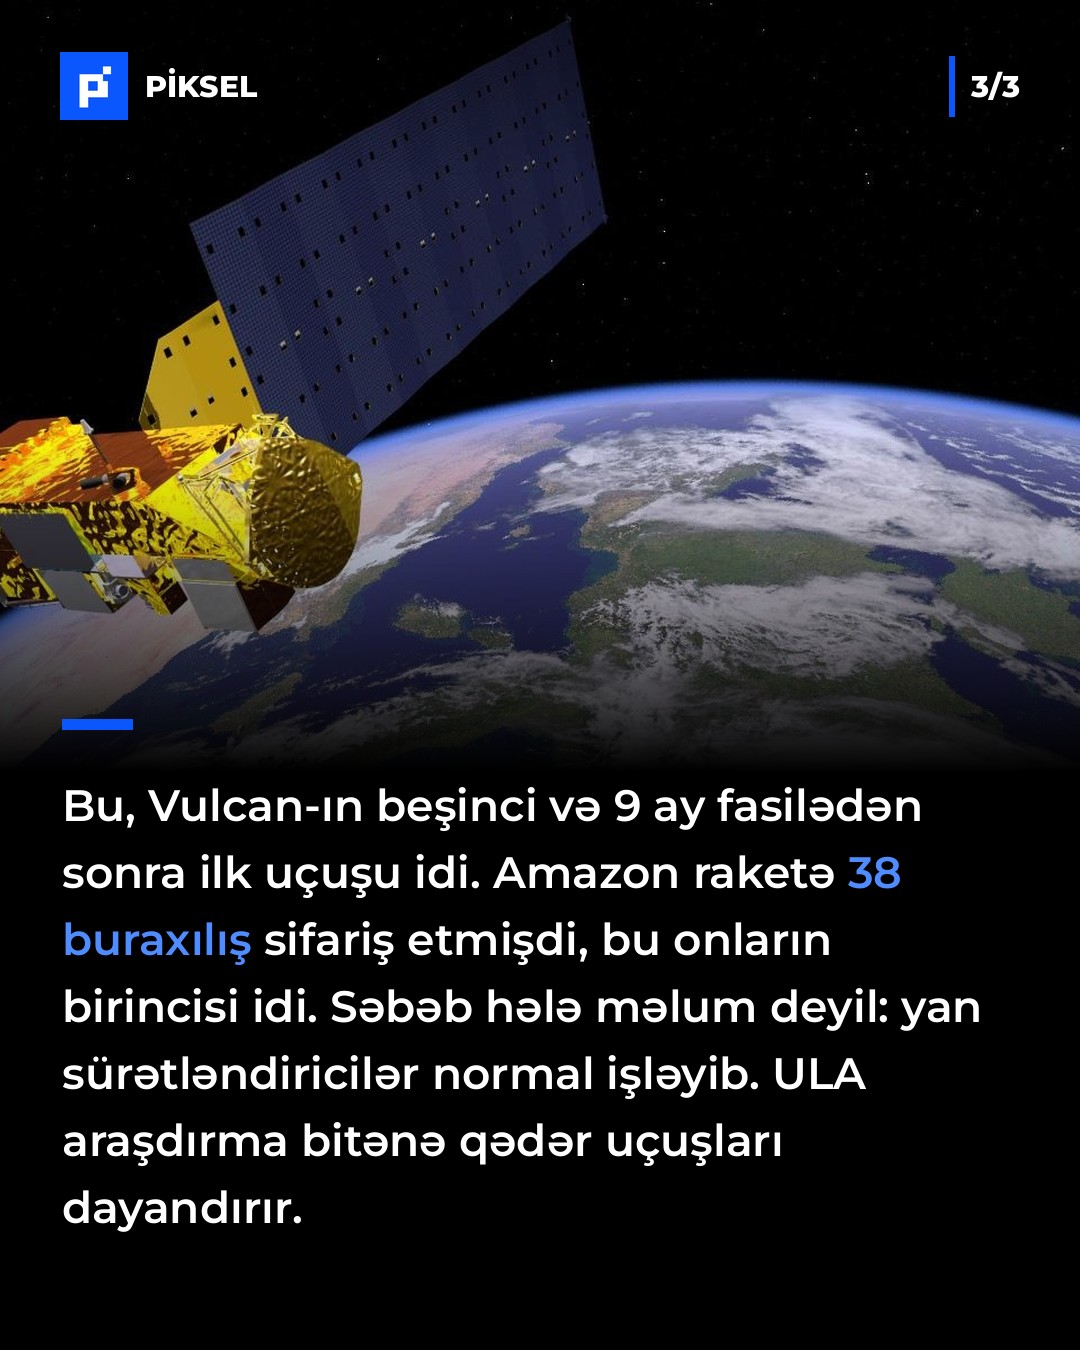 PİKSEL
3/3
Bu, Vulcan-ın beşinci və 9 ay fasilədən
sonra ilk uçuşu idi. Amazon raketə 38
buraxılış sifariş etmişdi, bu onların
birincisi idi. Səbəb hələ məlum deyil: yan
sürətləndiricilər normal işləyib. ULA
araşdırma bitənə qədər uçuşları
dayandırır.